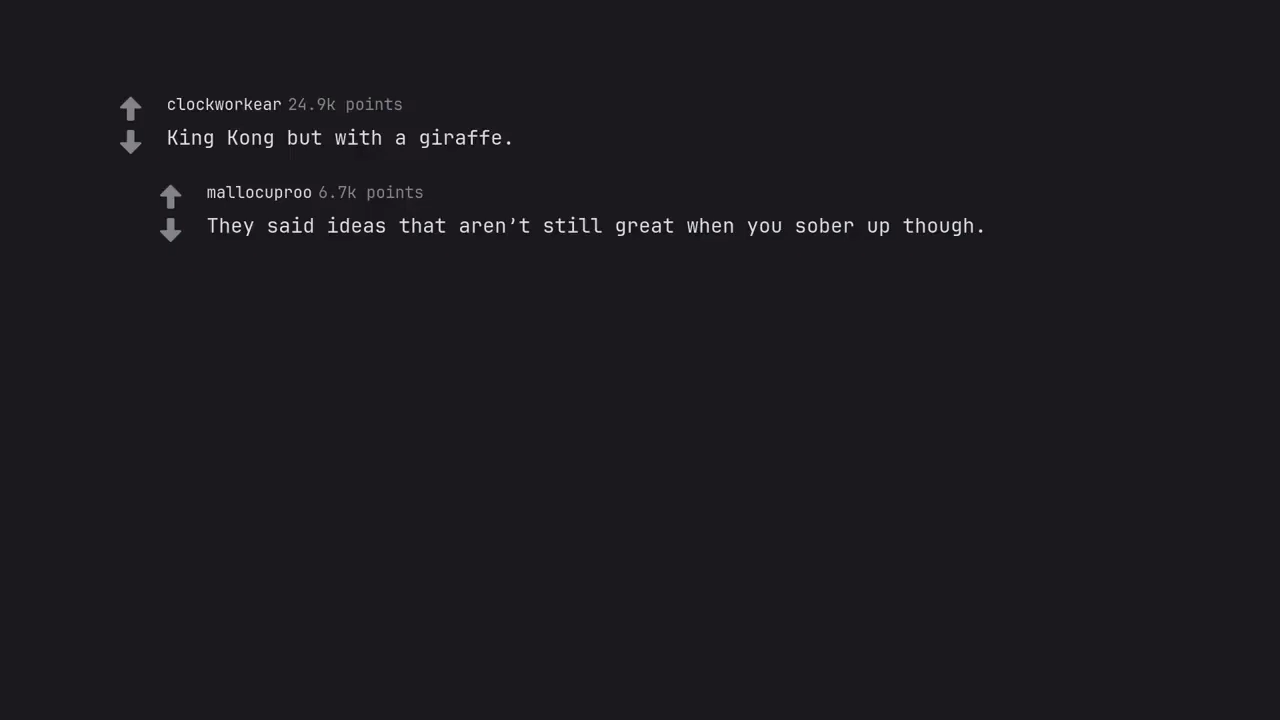 clockworkear 24.9k points
King Kong but with a giraffe.
mallocuproo 6.7k points
They said ideas that aren’t still great when you sober up though.